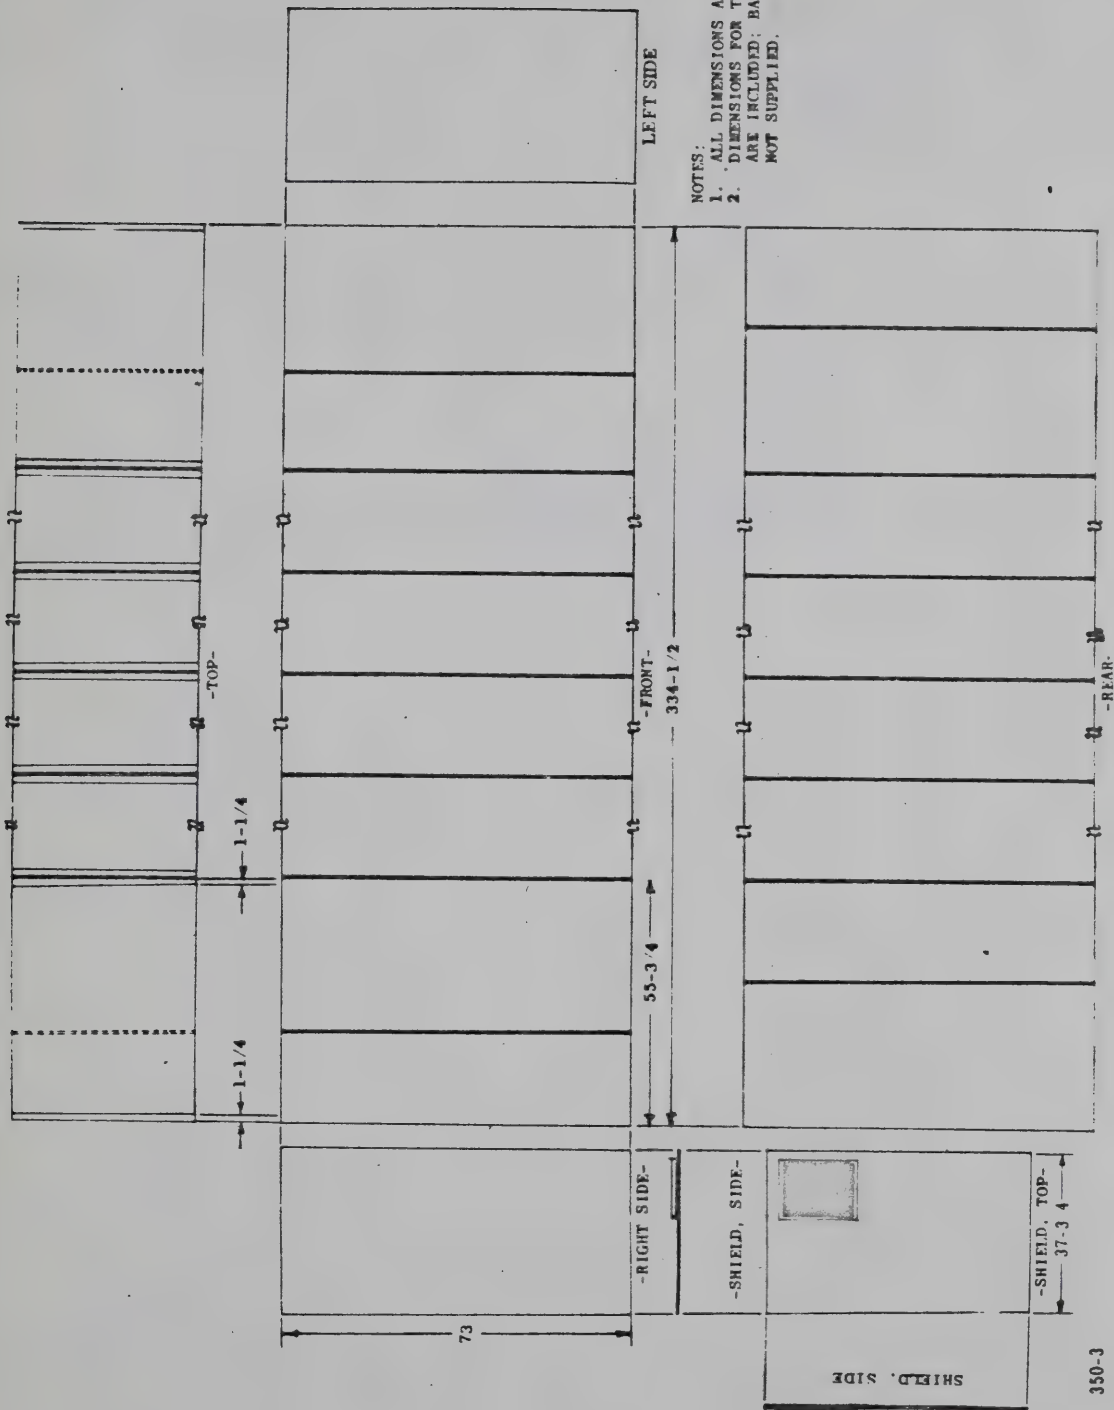 LEFT SIDE
NOTES:
1. ALL DIMENSIONS A
2. DIMENSIONS FOR T
ARE INCLUDED; BA
NOT SUPPLIED.
-TOP-
1-1/4
1-1/4
-FRONT-
334-1/2
55-3/4
-REAR-
-RIGHT SIDE-
73
-SHIELD, SIDE-
-SHIELD, TOP-
37-3 4
SHIELD. SIDE
350-3